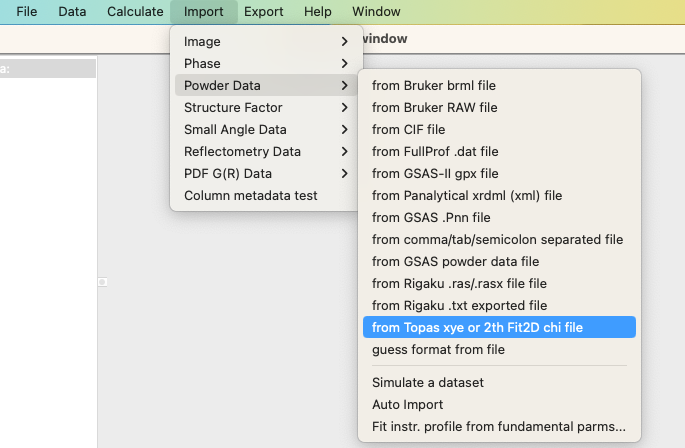 File Data Calculate Import Export Help Window
window
a:
Image
Phase
Powder Data
Structure Factor
Small Angle Data
Reflectometry Data
PDF G(R) Data
Column metadata test
from Bruker brml file
from Bruker RAW file
from CIF file
from FullProf .dat file
from GSAS-II gpx file
from Panalytical xrdml (xml) file
from GSAS .Pnn file
from comma/tab/semicolon separated file
from GSAS powder data file
from Rigaku .ras/.rasx file file
from Rigaku .txt exported file
from Topas xye or 2th Fit2D chi file
guess format from file
Simulate a dataset
Auto Import
Fit instr. profile from fundamental parms...